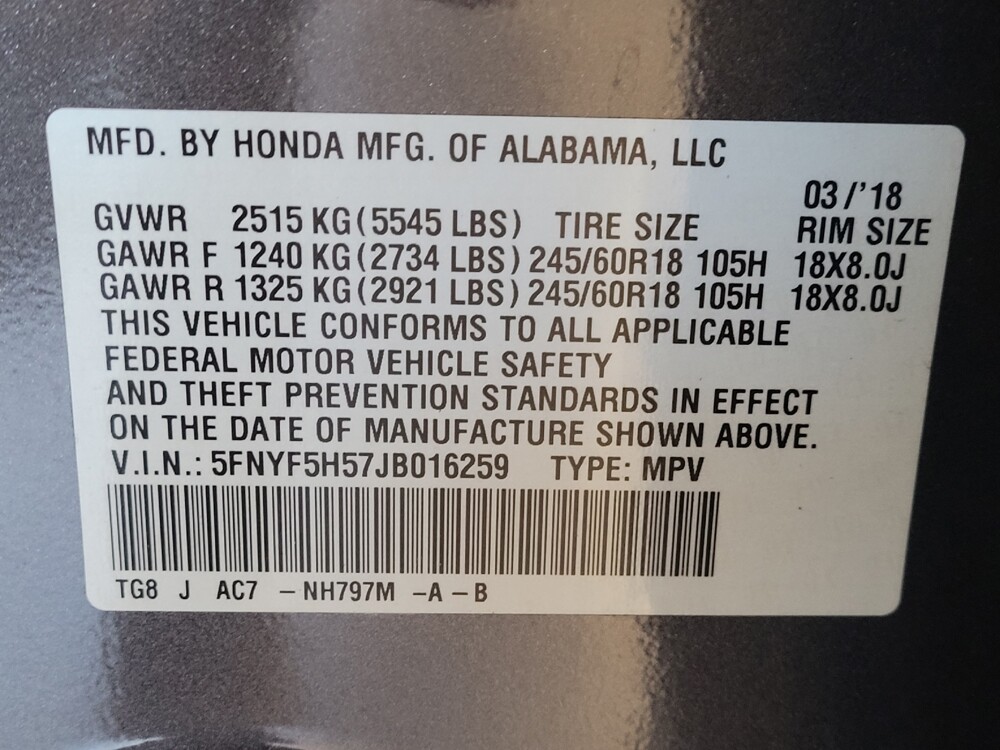 MFD. BY HONDA MFG. OF ALABAMA, LLC
03/'18
GVWR 2515 KG (5545 LBS) TIRE SIZE RIM SIZE
GAWR F 1240 KG (2734 LBS) 245/60R18 105H 18X8.0J
GAWR R 1325 KG (2921 LBS) 245/60R18 105H 18X8.0J
THIS VEHICLE CONFORMS TO ALL APPLICABLE
FEDERAL MOTOR VEHICLE SAFETY
AND THEFT PREVENTION STANDARDS IN EFFECT
ON THE DATE OF MANUFACTURE SHOWN ABOVE.
V.I.N.: 5FNYF5H57JB016259 TYPE: MPV
TG8 J AC7 – NH797M –A – B